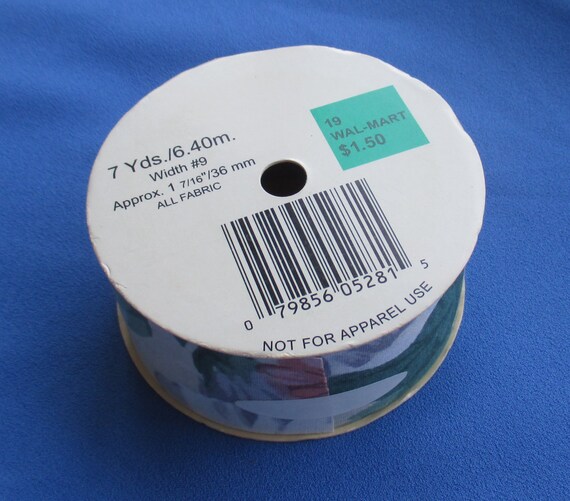 7 Yds./6.40m.
Width #9
Approx. 1 7/16"/36 mm
ALL FABRIC
19
WAL-MART
$1.50
0 79856 05281 5
NOT FOR APPAREL USE